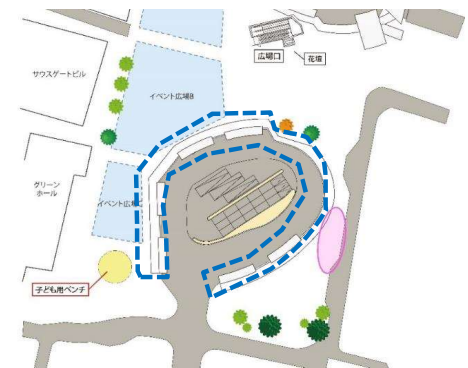 広場口
花壇
サウスゲートビル
イベント広場B
グリーン
ホール
イベント広場
子ども用ベンチ